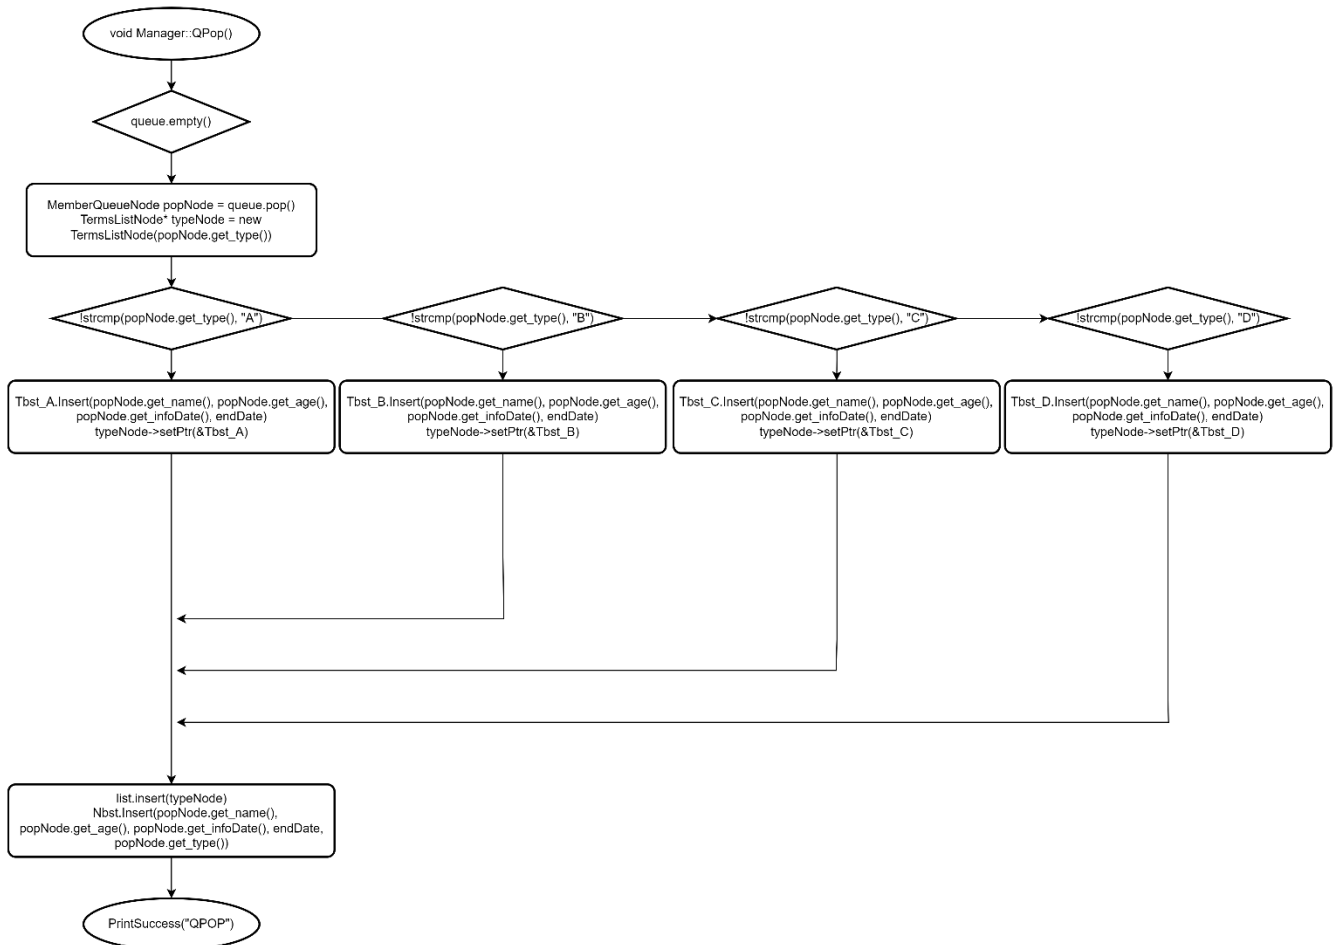 void Manager::QPop()
queue.empty()
MemberQueueNode popNode = queue.pop()
TermsListNode* typeNode = new
TermsListNode(popNode.get_type())
!strcmp(popNode.get_type(), "A")
!strcmp(popNode.get_type(), "B")
!strcmp(popNode.get_type(), "C")
!strcmp(popNode.get_type(), "D")
Tbst_A.Insert(popNode.get_name(), popNode.get_age(),
popNode.get_infoDate(), endDate)
typeNode->setPtr(&Tbst_A)
Tbst_B.Insert(popNode.get_name(), popNode.get_age(),
popNode.get_infoDate(), endDate)
typeNode->setPtr(&Tbst_B)
Tbst_C.Insert(popNode.get_name(), popNode.get_age(),
popNode.get_infoDate(), endDate)
typeNode->setPtr(&Tbst_C)
Tbst_D.Insert(popNode.get_name(), popNode.get_age(),
popNode.get_infoDate(), endDate)
typeNode->setPtr(&Tbst_D)
list.insert(typeNode)
Nbst.Insert(popNode.get_name(),
popNode.get_age(), popNode.get_infoDate(), endDate,
popNode.get_type())
PrintSuccess("QPOP")